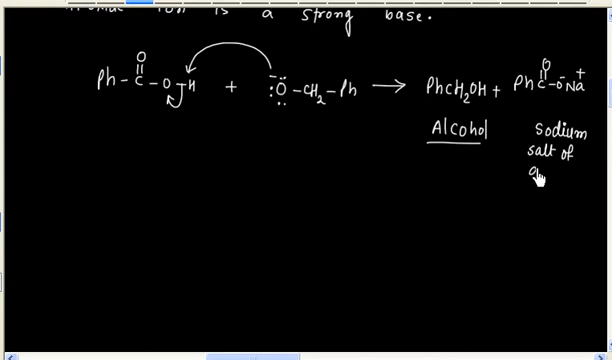 ion is a strong base.
O O
Ph - C - O - H + :Ö - CH2 - Ph → PhCH2OH + PhC - O⁻Na⁺
Alcohol sodium
salt of